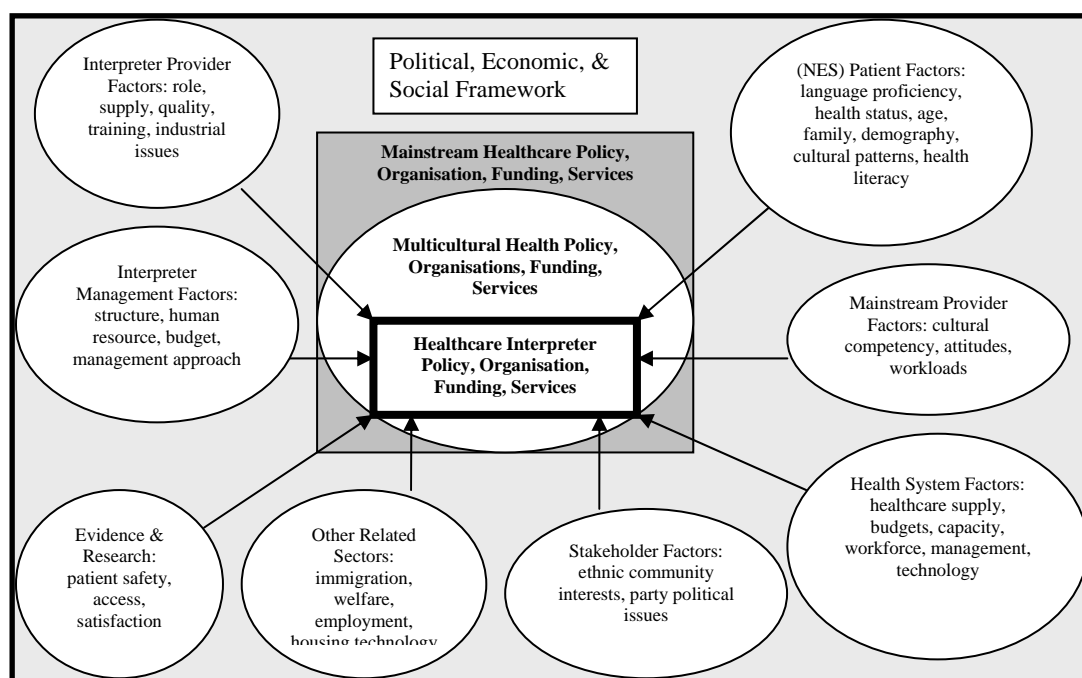 Interpreter Provider
Factors: role,
supply, quality,
training, industrial
issues
Political, Economic, &
Social Framework
(NES) Patient Factors:
language proficiency,
health status, age,
family, demography,
cultural patterns, health
literacy
Mainstream Healthcare Policy,
Organisation, Funding, Services
Multicultural Health Policy,
Organisations, Funding,
Services
Interpreter
Management Factors:
structure, human
resource, budget,
management approach
Healthcare Interpreter
Policy, Organisation,
Funding, Services
Mainstream Provider
Factors: cultural
competency, attitudes,
workloads
Evidence &
Research:
patient safety,
access,
satisfaction
Other Related
Sectors:
immigration,
welfare,
employment,
housing technology
Stakeholder Factors:
ethnic community
interests, party political
issues
Health System Factors:
healthcare supply,
budgets, capacity,
workforce, management,
technology